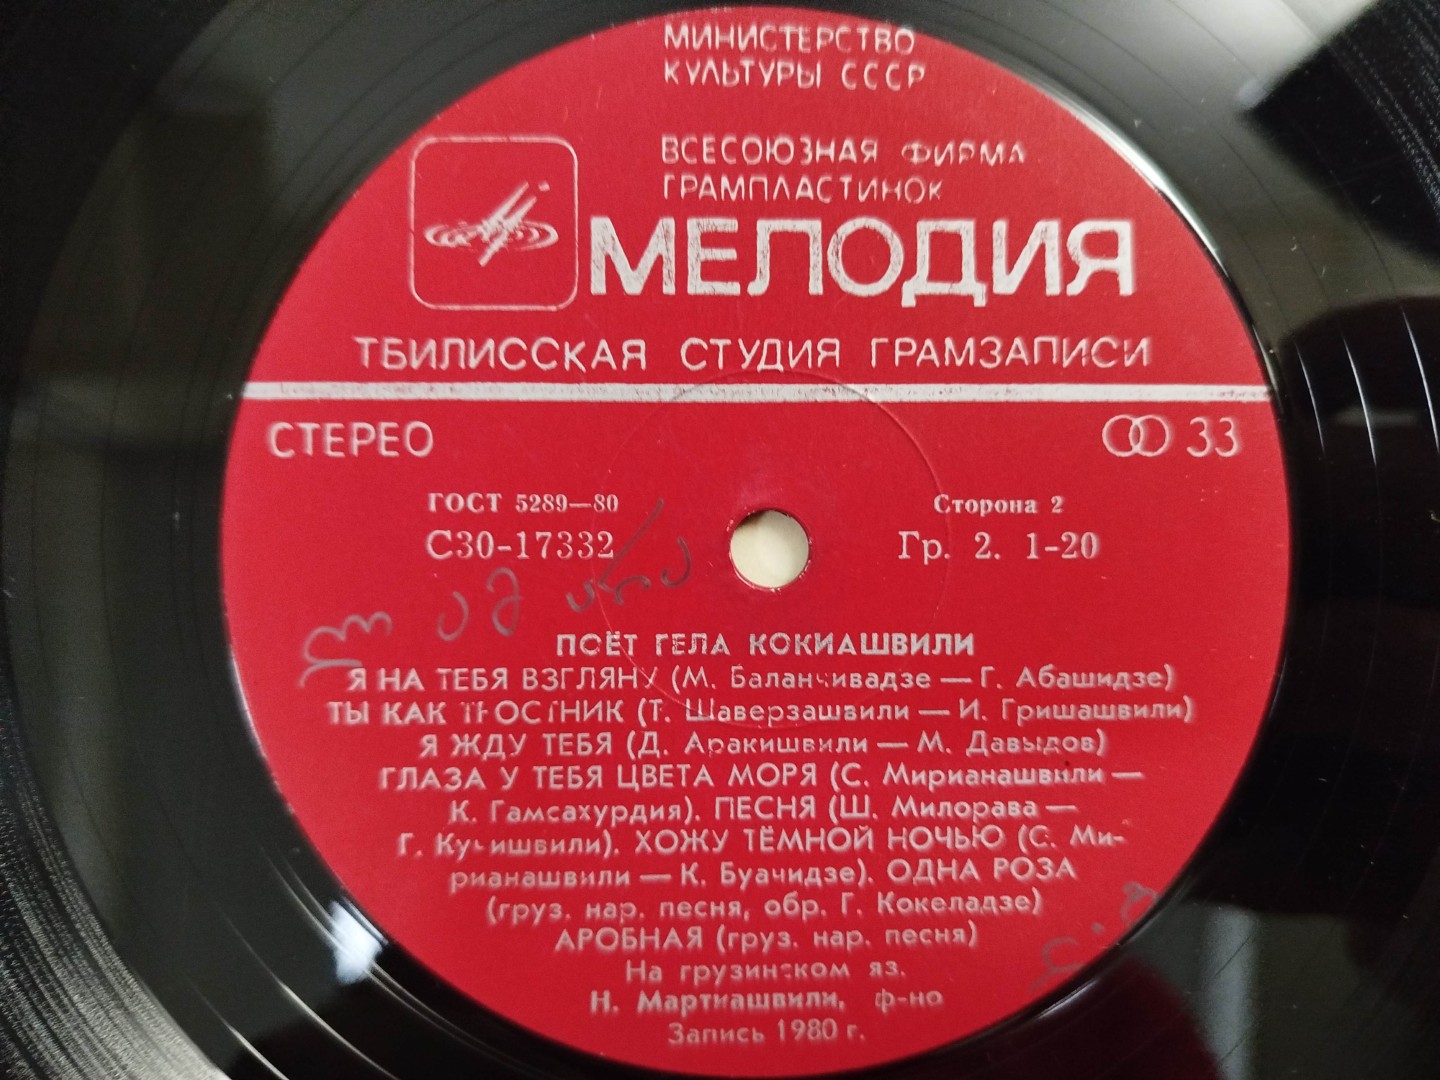 МИНИСТЕРСТВО
КУЛЬТУРЫ СССР
ВСЕСОЮЗНАЯ ФИРМА
ГРАМПЛАСТИНОК
МЕЛОДИЯ
ТБИЛИССКАЯ СТУДИЯ ГРАМЗАПИСИ
СТЕРЕО 33
ГОСТ 5289—80 Сторона 2
С30-17332 Гр. 2. 1-20
ПОЁТ ГЕЛА КОКИАШВИЛИ
Я НА ТЕБЯ ВЗГЛЯНУ (М. Баланчивадзе — Г. Абашидзе)
ТЫ КАК ТРОСТНИК (Т. Шаверзашвили — И. Гришашвили)
Я ЖДУ ТЕБЯ (Д. Аракишвили — М. Давыдов)
ГЛАЗА У ТЕБЯ ЦВЕТА МОРЯ (С. Мирианашвили —
К. Гамсахурдия). ПЕСНЯ (Ш. Милорава —
Г. Кучишвили). ХОЖУ ТЁМНОЙ НОЧЬЮ (С. Ми-
рианашвили — К. Буачидзе). ОДНА РОЗА
(груз. нар. песня, обр. Г. Кокеладзе)
АРОБНАЯ (груз. нар. песня)
На грузинском яз.
Н. Мартиашвили, ф-но
Запись 1980 г.